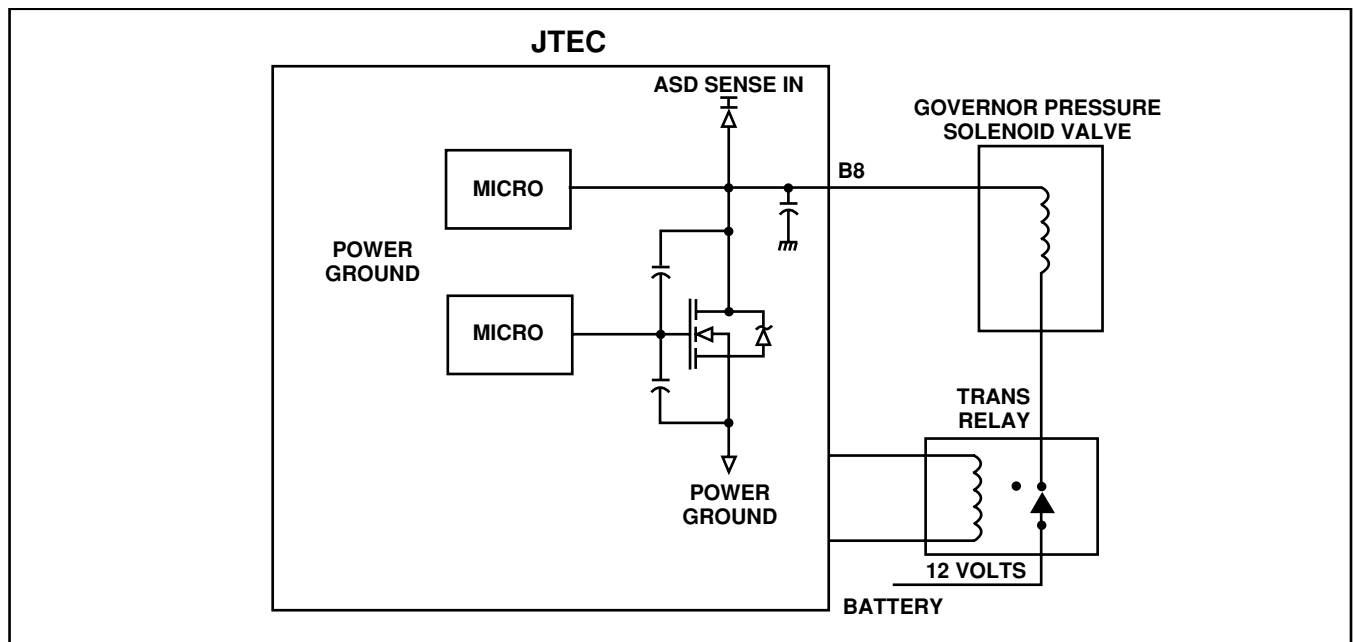 JTEC
ASD SENSE IN
GOVERNOR PRESSURE
SOLENOID VALVE
MICRO
B8
POWER
GROUND
MICRO
TRANS
RELAY
POWER
GROUND
12 VOLTS
BATTERY